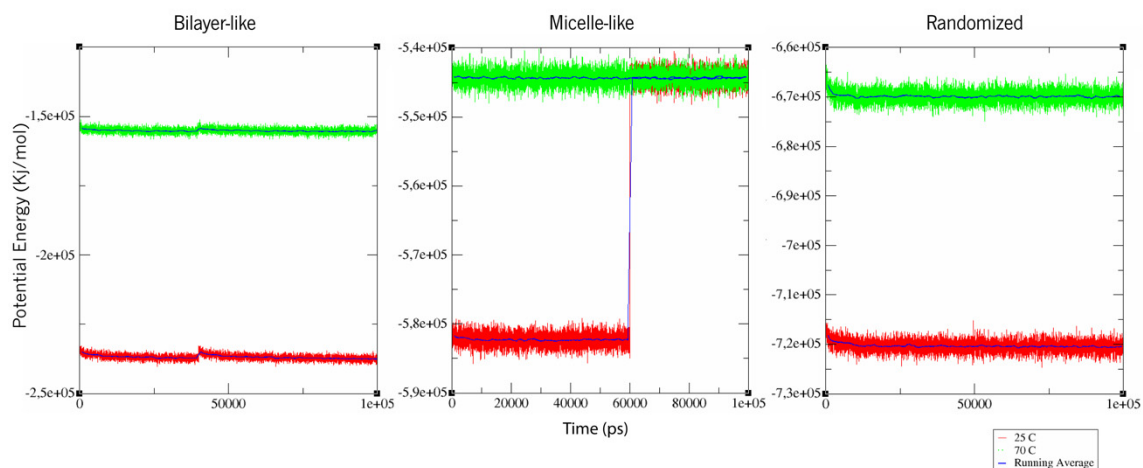 Bilayer-like
Micelle-like
Randomized
Potential Energy (Kj/mol)
-1,5e+05
-2e+05
-2,5e+05
0
50000
1e+05
-5,4e+05
-5,5e+05
-5,6e+05
-5,7e+05
-5,8e+05
-5,9e+05
0
20000
40000
60000
80000
1e+05
-6,6e+05
-6,7e+05
-6,8e+05
-6,9e+05
-7e+05
-7,1e+05
-7,2e+05
-7,3e+05
0
50000
1e+05
Time (ps)
25 C
70 C
Running Average